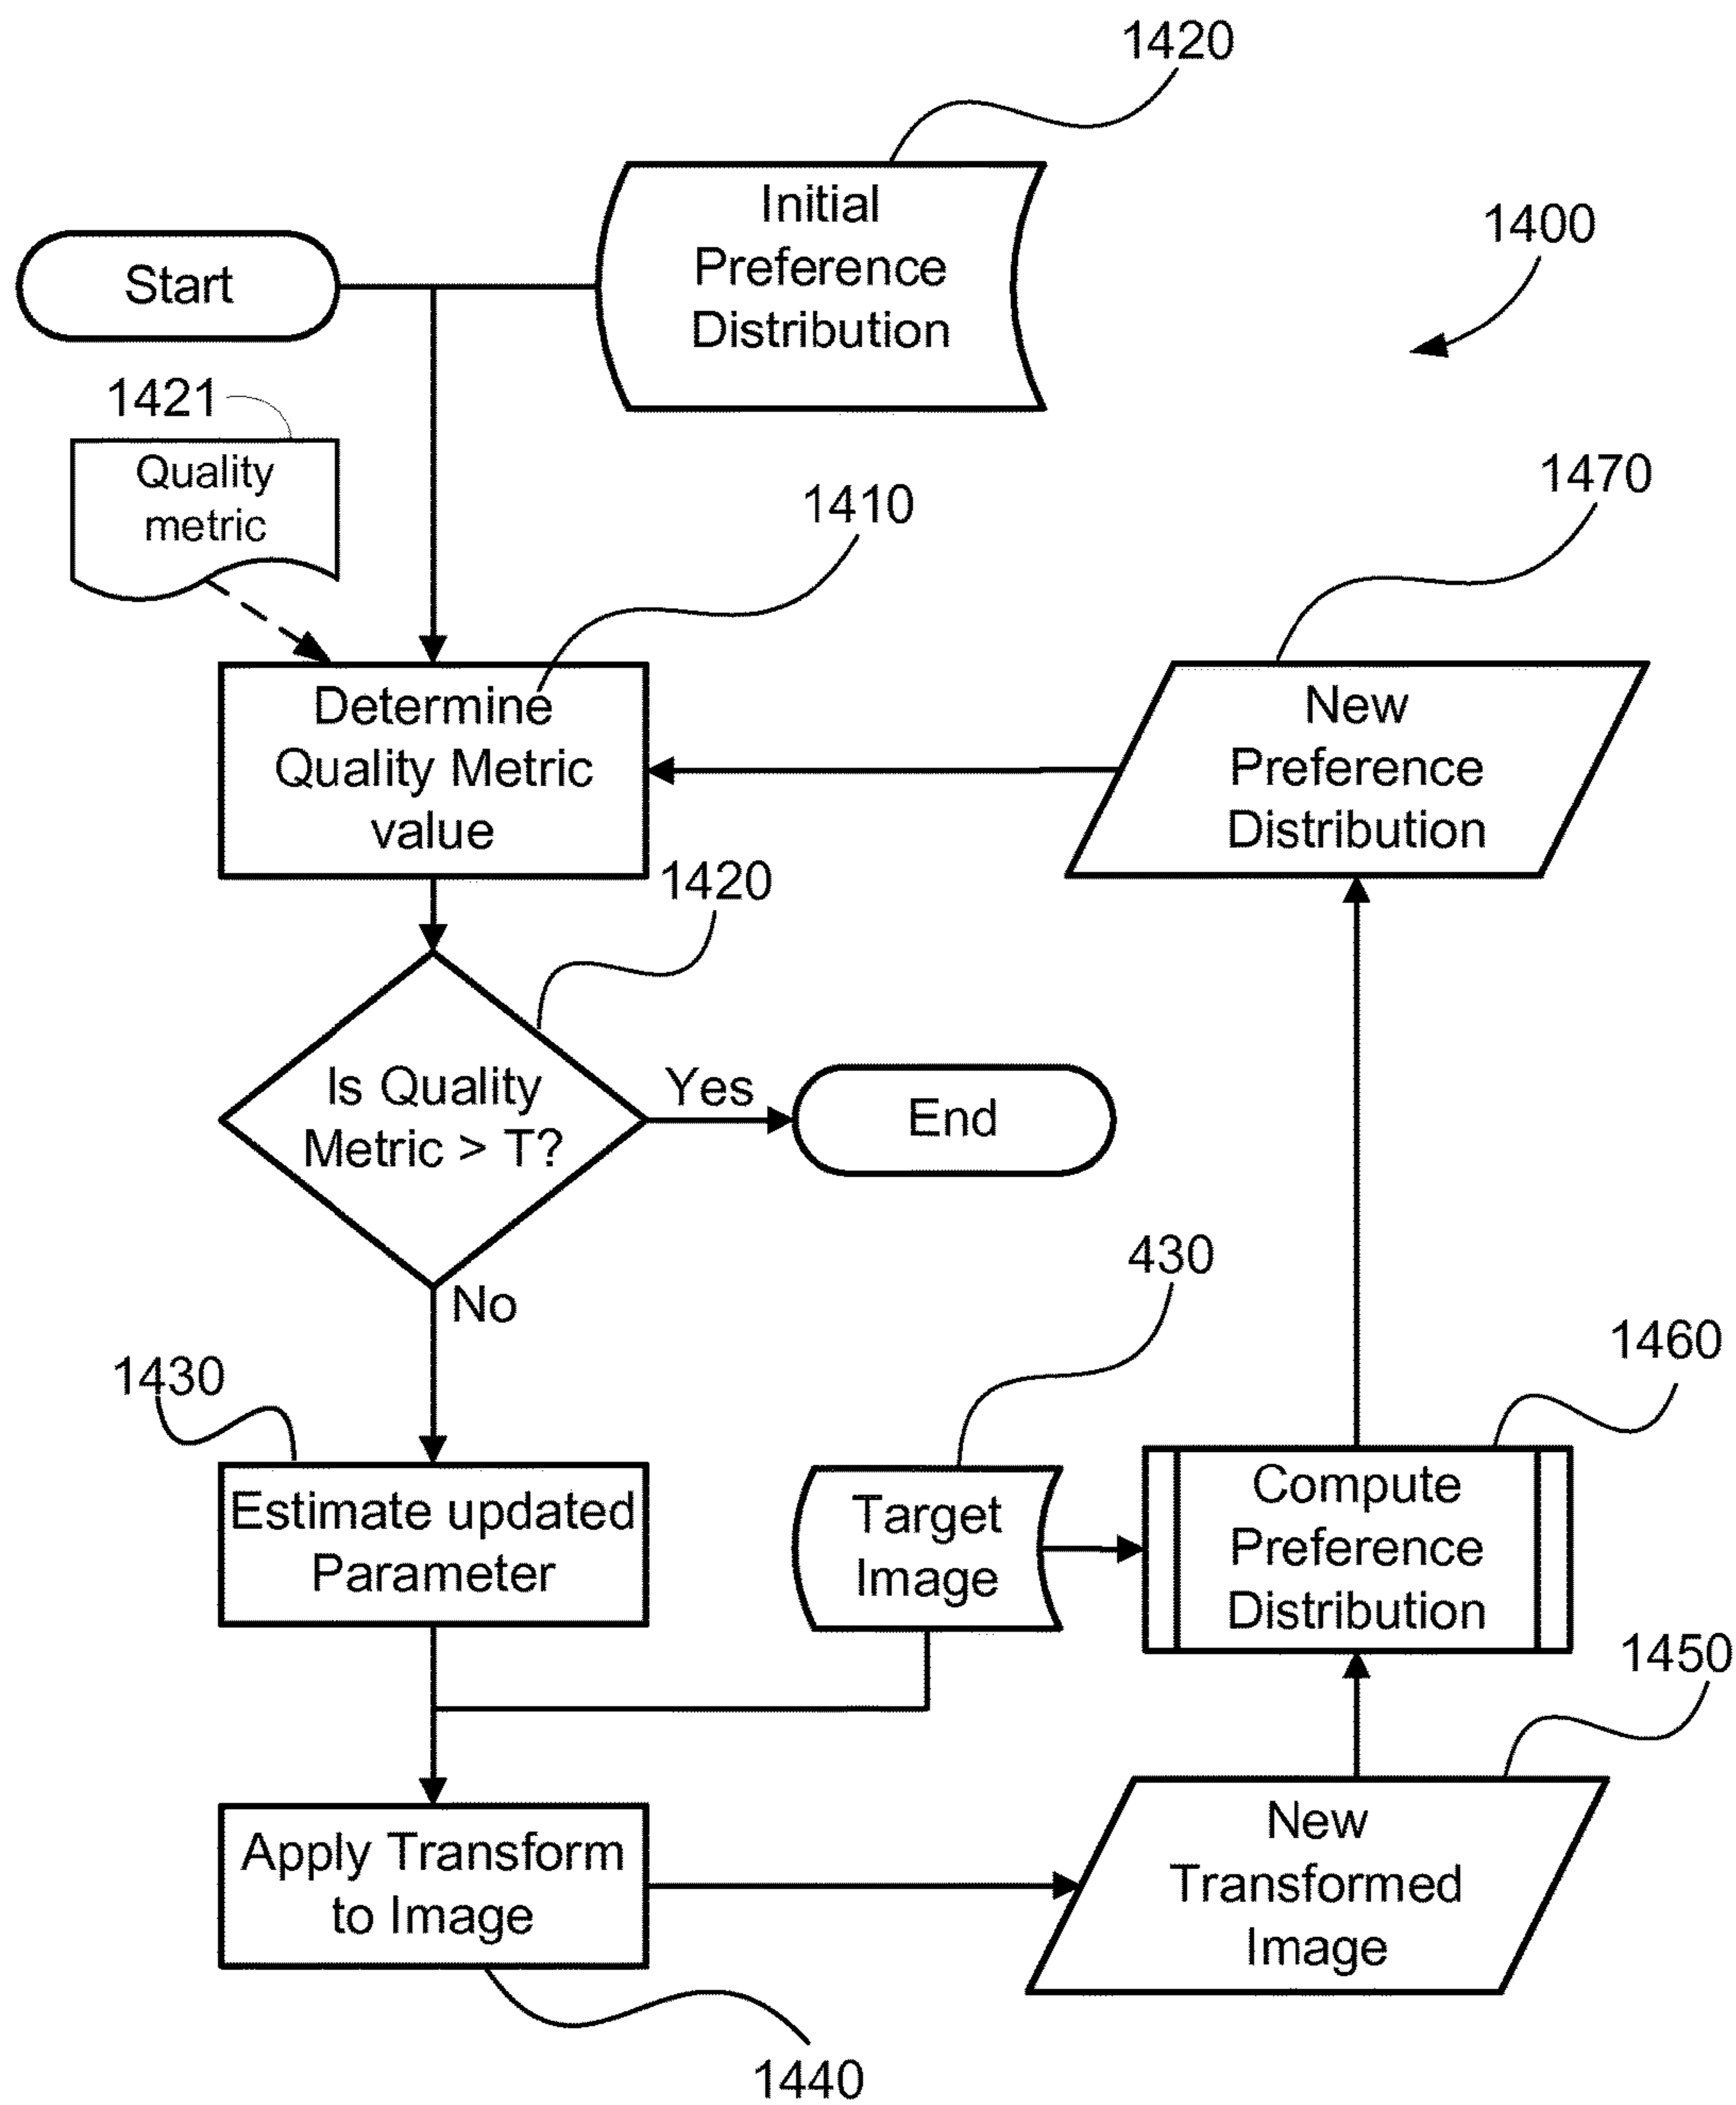 1420
Initial
Preference
Distribution
1400
Start
1421
Quality
metric
1410
1470
Determine
Quality Metric
value
New
Preference
Distribution
1420
Is Quality
Metric > T?
Yes
End
No
430
1460
1430
Estimate updated
Parameter
Target
Image
Compute
Preference
Distribution
1450
Apply Transform
to Image
New
Transformed
Image
1440